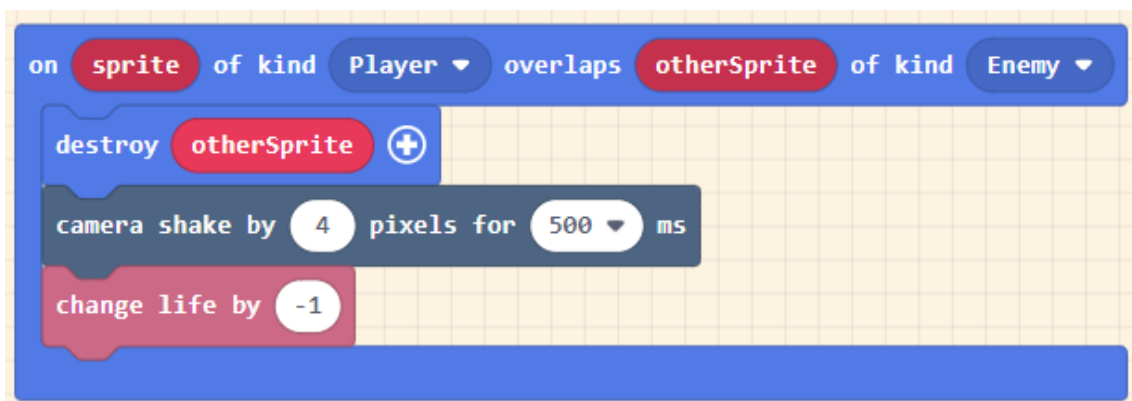 on sprite of kind Player overlaps otherSprite of kind Enemy
destroy otherSprite
camera shake by 4 pixels for 500 ms
change life by -1